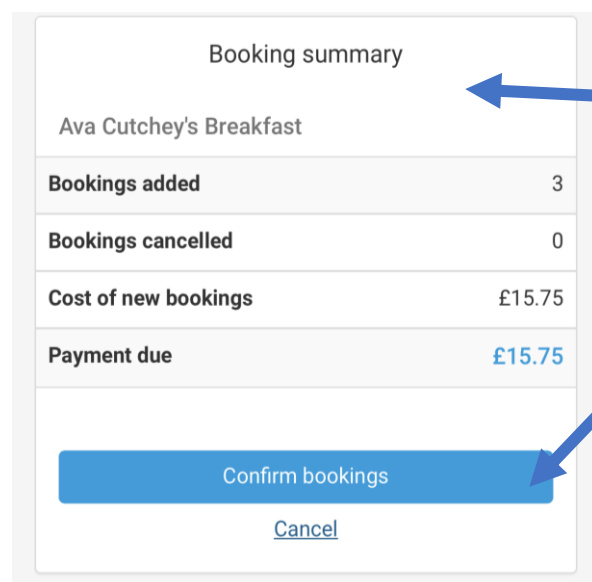 Booking summary
Ava Cutchey's Breakfast
Bookings added 3
Bookings cancelled 0
Cost of new bookings £15.75
Payment due £15.75
Confirm bookings
Cancel